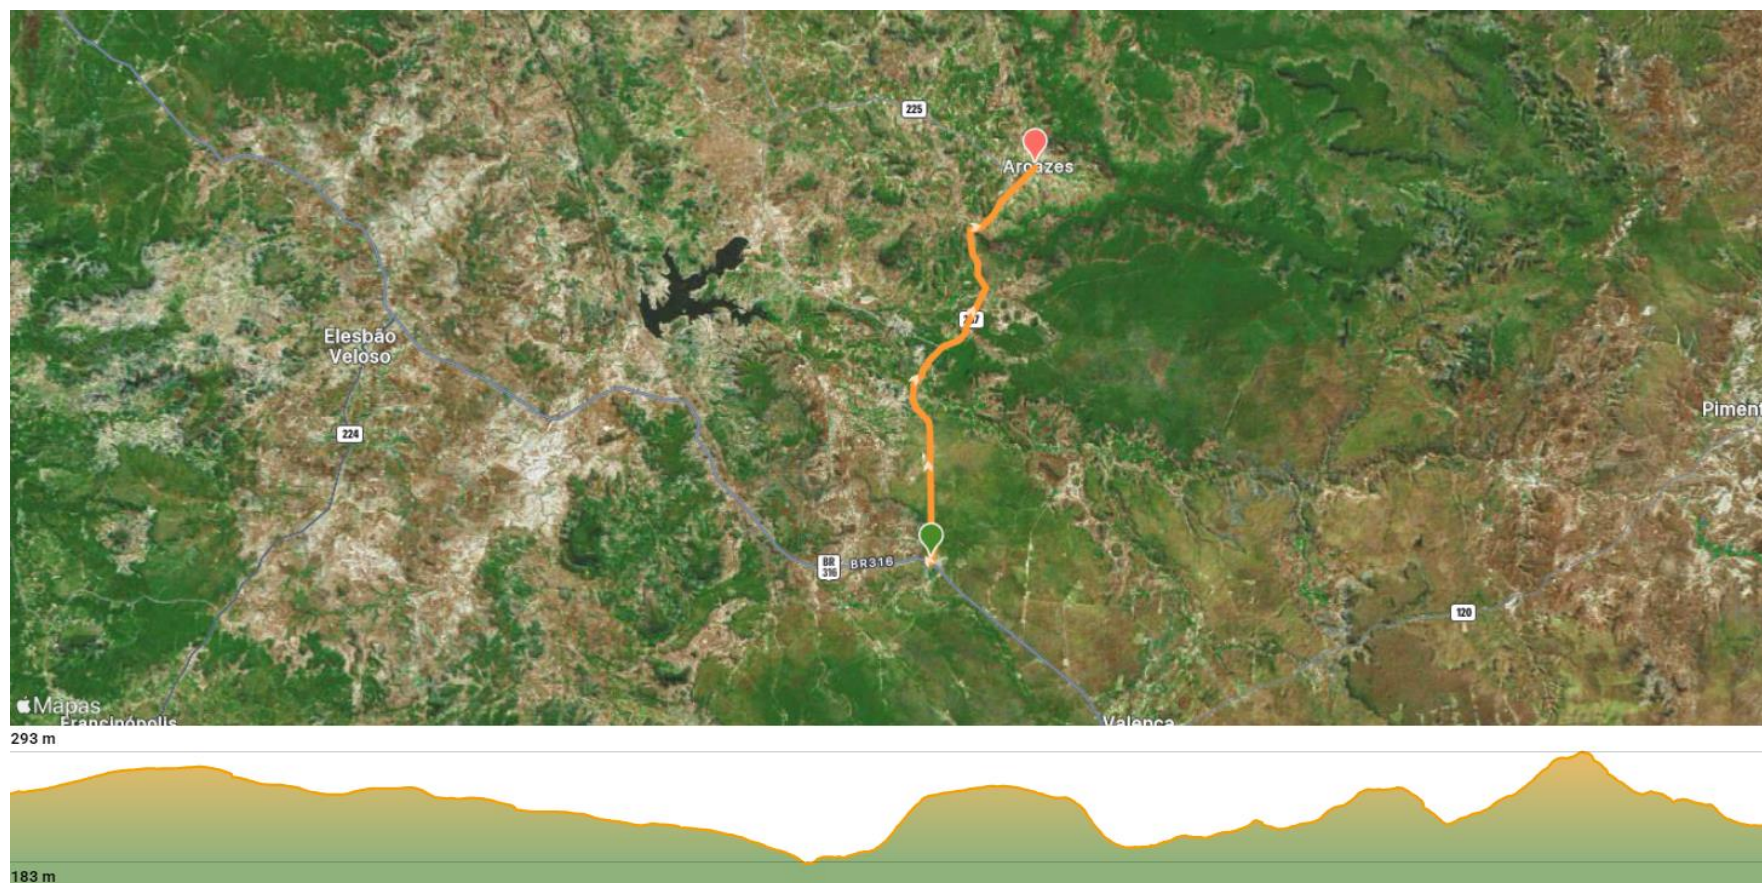 225
Aroazes
Elesbão
Veloso
Piment
224
BR
316
BR316
120
Mapas
Francinópolis
Valença
293 m
183 m